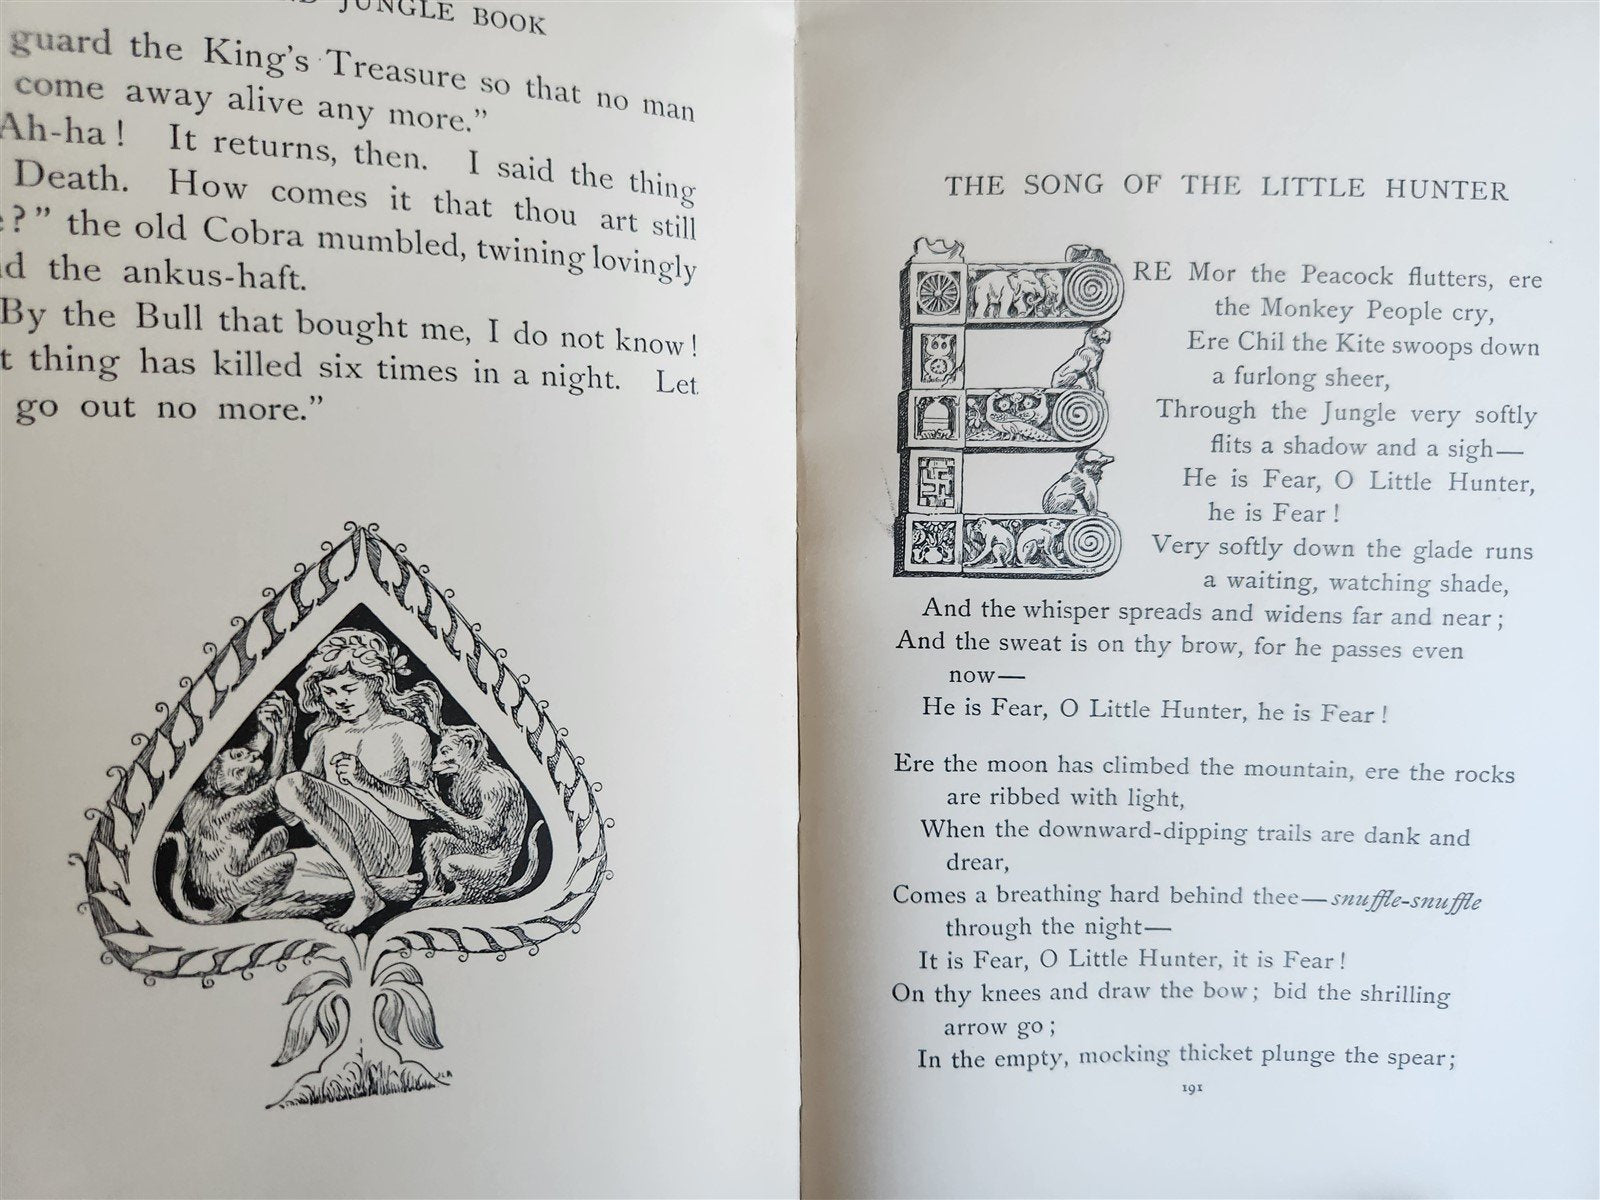 JUNGLE BOOK
guard the King's Treasure so that no man
come away alive any more."
Ah-ha! It returns, then. I said the thing
Death. How comes it that thou art still
?" the old Cobra mumbled, twining lovingly
the ankus-haft.
By the Bull that bought me, I do not know!
thing has killed six times in a night. Let
go out no more."
JLK
THE SONG OF THE LITTLE HUNTER
ERE Mor the Peacock flutters, ere
the Monkey People cry,
Ere Chil the Kite swoops down
a furlong sheer,
Through the Jungle very softly
flits a shadow and a sigh—
He is Fear, O Little Hunter,
he is Fear!
Very softly down the glade runs
a waiting, watching shade,
And the whisper spreads and widens far and near;
And the sweat is on thy brow, for he passes even
now—
He is Fear, O Little Hunter, he is Fear!
Ere the moon has climbed the mountain, ere the rocks
are ribbed with light,
When the downward-dipping trails are dank and
drear,
Comes a breathing hard behind thee—snuffle-snuffle
through the night—
It is Fear, O Little Hunter, it is Fear!
On thy knees and draw the bow; bid the shrilling
arrow go;
In the empty, mocking thicket plunge the spear;
191